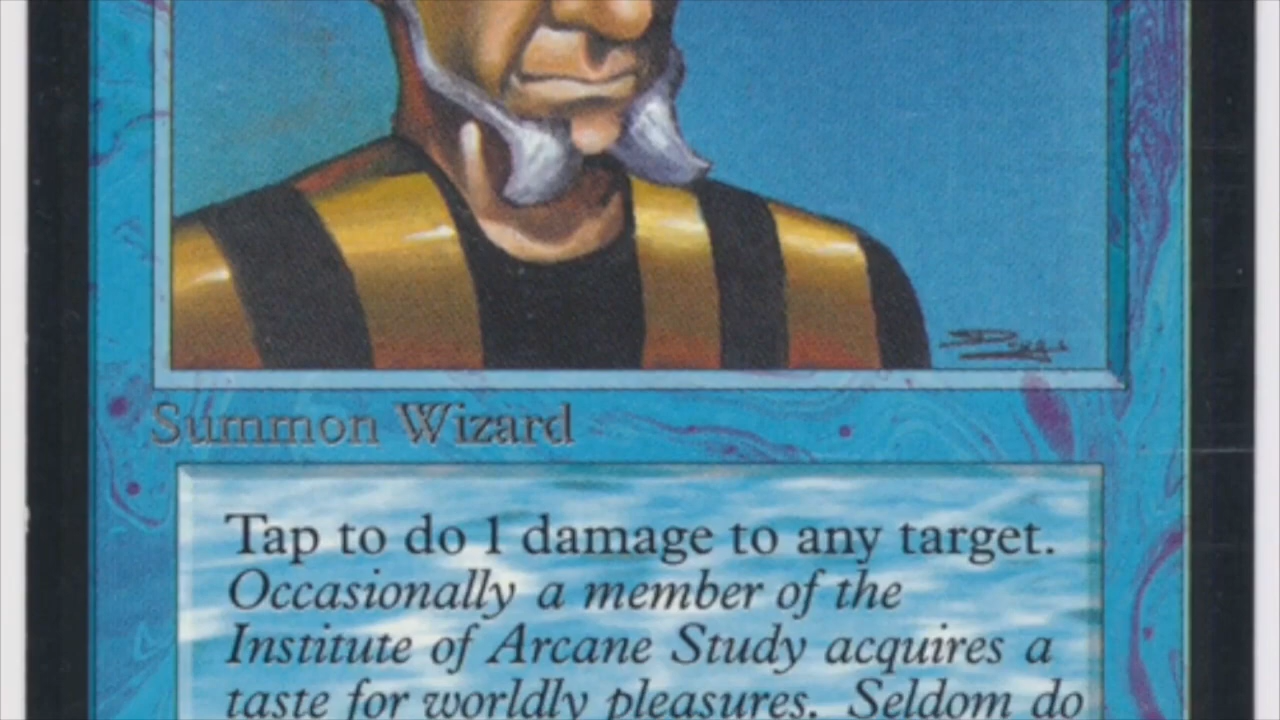 Summon Wizard
Tap to do 1 damage to any target.
Occasionally a member of the
Institute of Arcane Study acquires a
taste for worldly pleasures. Seldom do